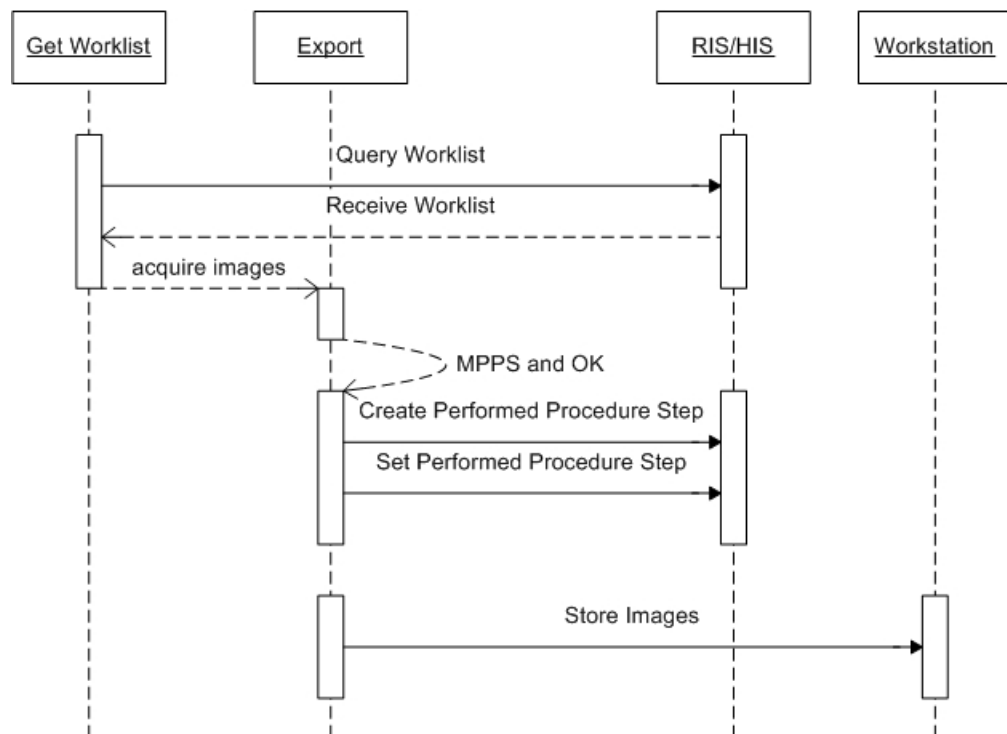 Get Worklist
Export
RIS/HIS
Workstation
Query Worklist
Receive Worklist
acquire images
MPPS and OK
Create Performed Procedure Step
Set Performed Procedure Step
Store Images